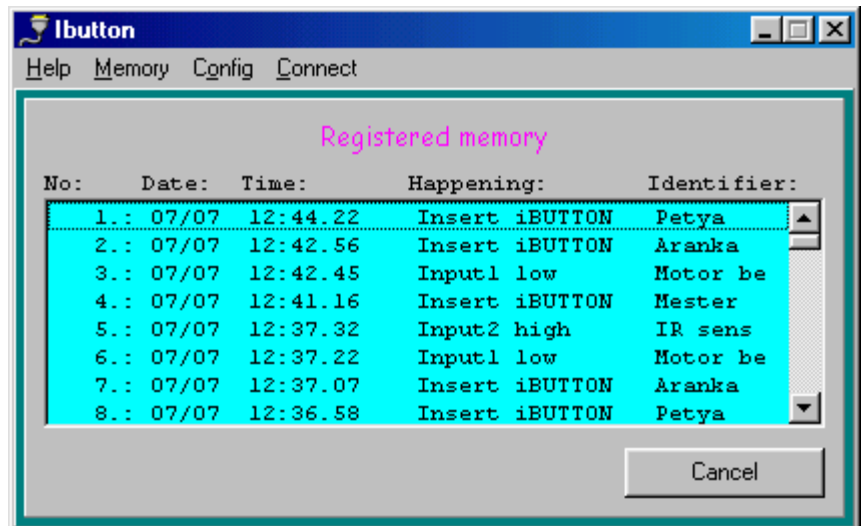 Ibutton
Help Memory Config Connect
Registered memory
No: Date: Time: Happening: Identifier:
1.: 07/07 12:44.22 Insert iBUTTON Petya
2.: 07/07 12:42.56 Insert iBUTTON Aranka
3.: 07/07 12:42.45 Input1 low Motor be
4.: 07/07 12:41.16 Insert iBUTTON Mester
5.: 07/07 12:37.32 Input2 high IR sens
6.: 07/07 12:37.22 Input1 low Motor be
7.: 07/07 12:37.07 Insert iBUTTON Aranka
8.: 07/07 12:36.58 Insert iBUTTON Petya
Cancel